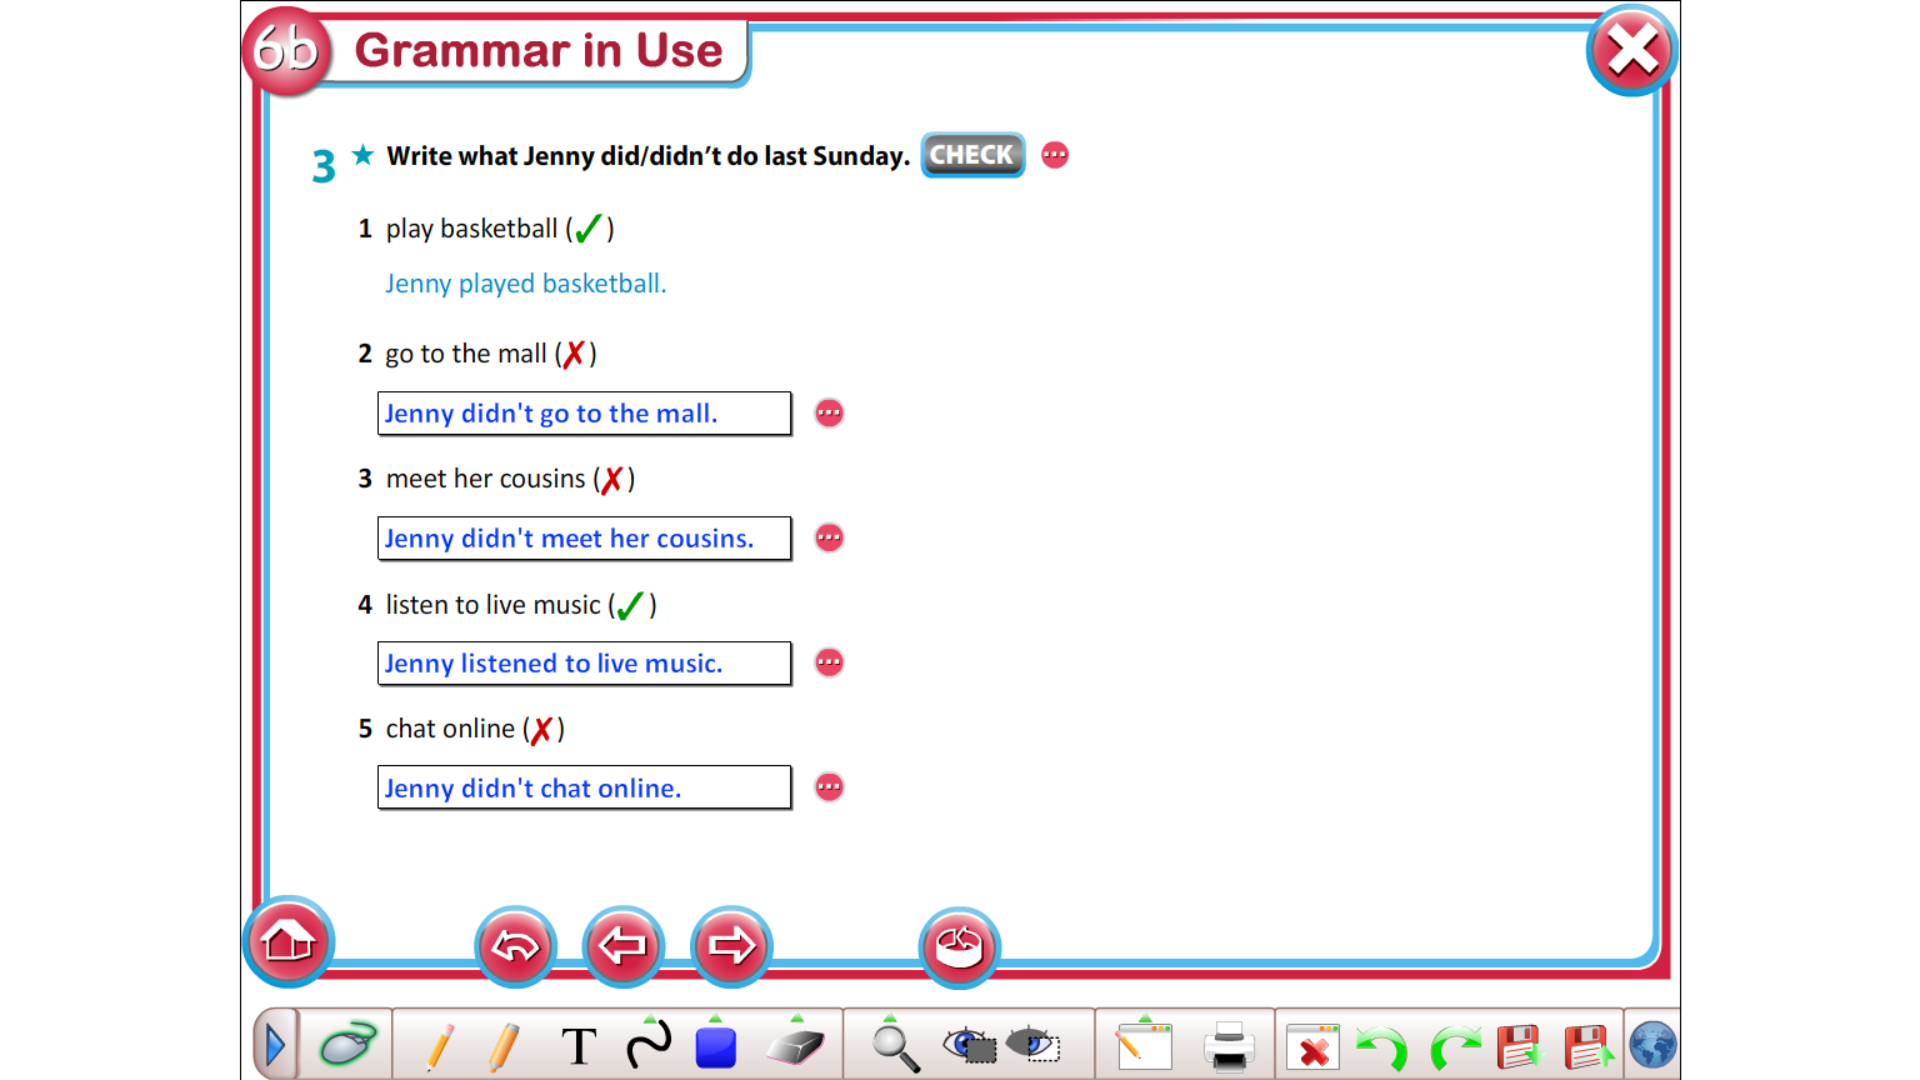 6b Grammar in Use
3 ★ Write what Jenny did/didn't do last Sunday. CHECK
1 play basketball (✓)
Jenny played basketball.
2 go to the mall (✗)
Jenny didn't go to the mall.
3 meet her cousins (✗)
Jenny didn't meet her cousins.
4 listen to live music (✓)
Jenny listened to live music.
5 chat online (✗)
Jenny didn't chat online.
T